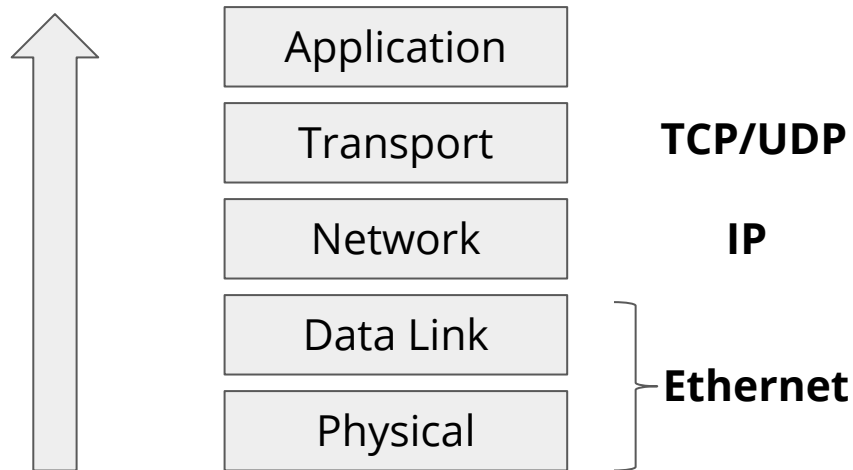 Application
Transport
TCP/UDP
Network
IP
Data Link
Ethernet
Physical